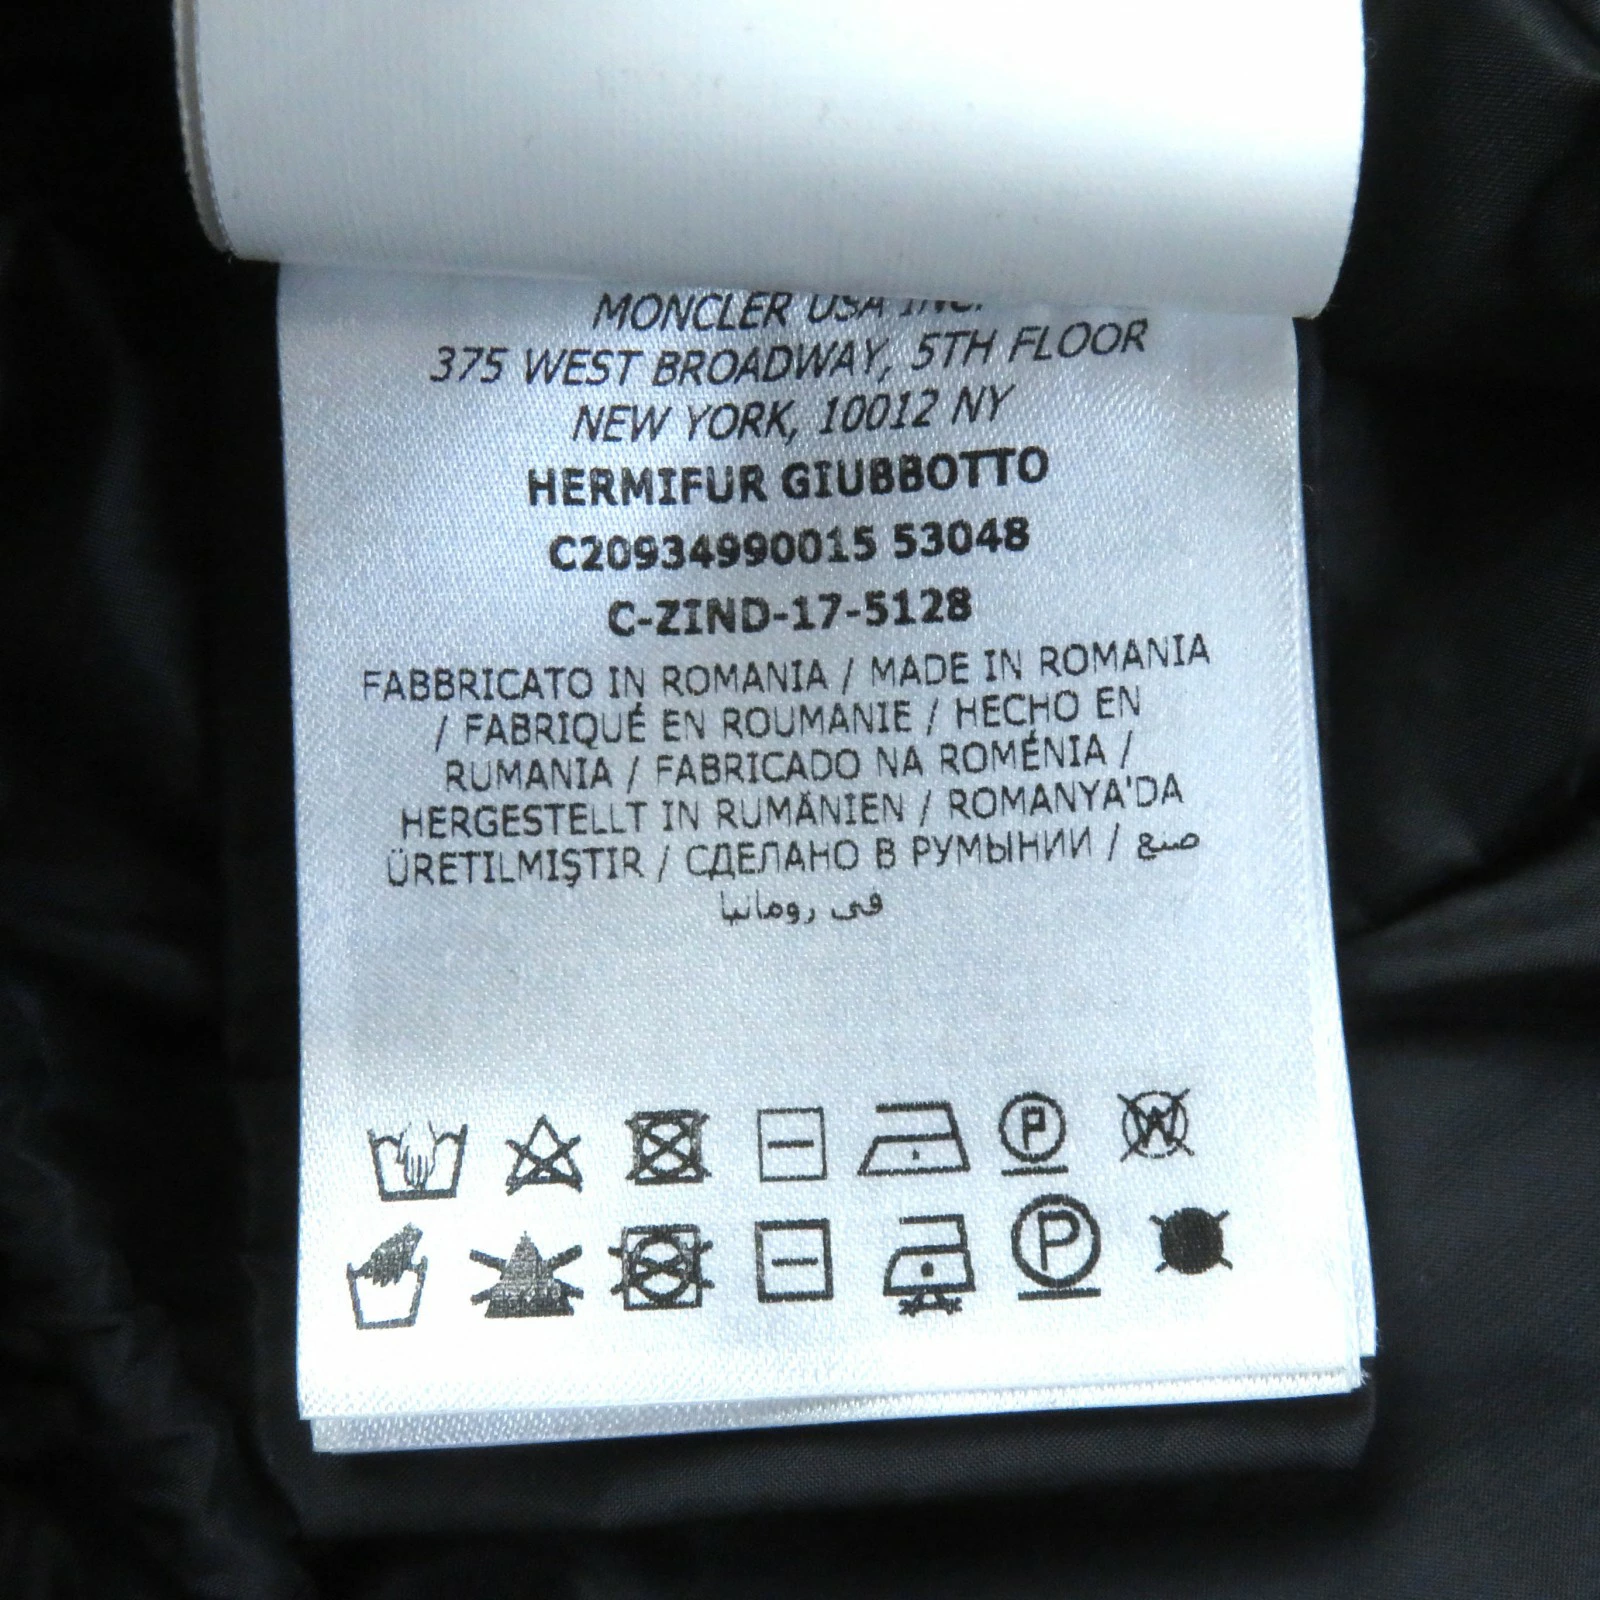 MONCLER USA INC.
375 WEST BROADWAY, 5TH FLOOR
NEW YORK, 10012 NY
HERMIFUR GIUBBOTTO
C20934990015 53048
C-ZIND-17-5128
FABBRICATO IN ROMANIA / MADE IN ROMANIA
/ FABRIQUÉ EN ROUMANIE / HECHO EN
RUMANIA / FABRICADO NA ROMÉNIA /
HERGESTELLT IN RUMÄNIEN / ROMANYA'DA
ÜRETILMIŞTIR / СДЕЛАНО В РУМЫНИИ / صنع
في رومانيا
P W
P